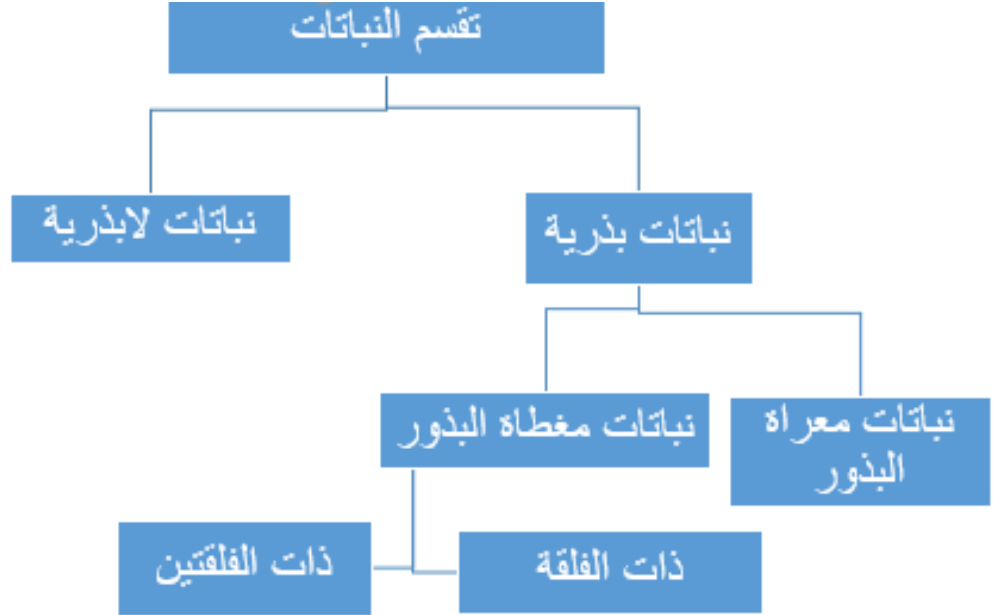 تقسم النباتات
نباتات بذرية
نباتات لابذرية
نباتات معراة
البذور
نباتات مغطاة البذور
ذات الفلقة
ذات الفلقتين